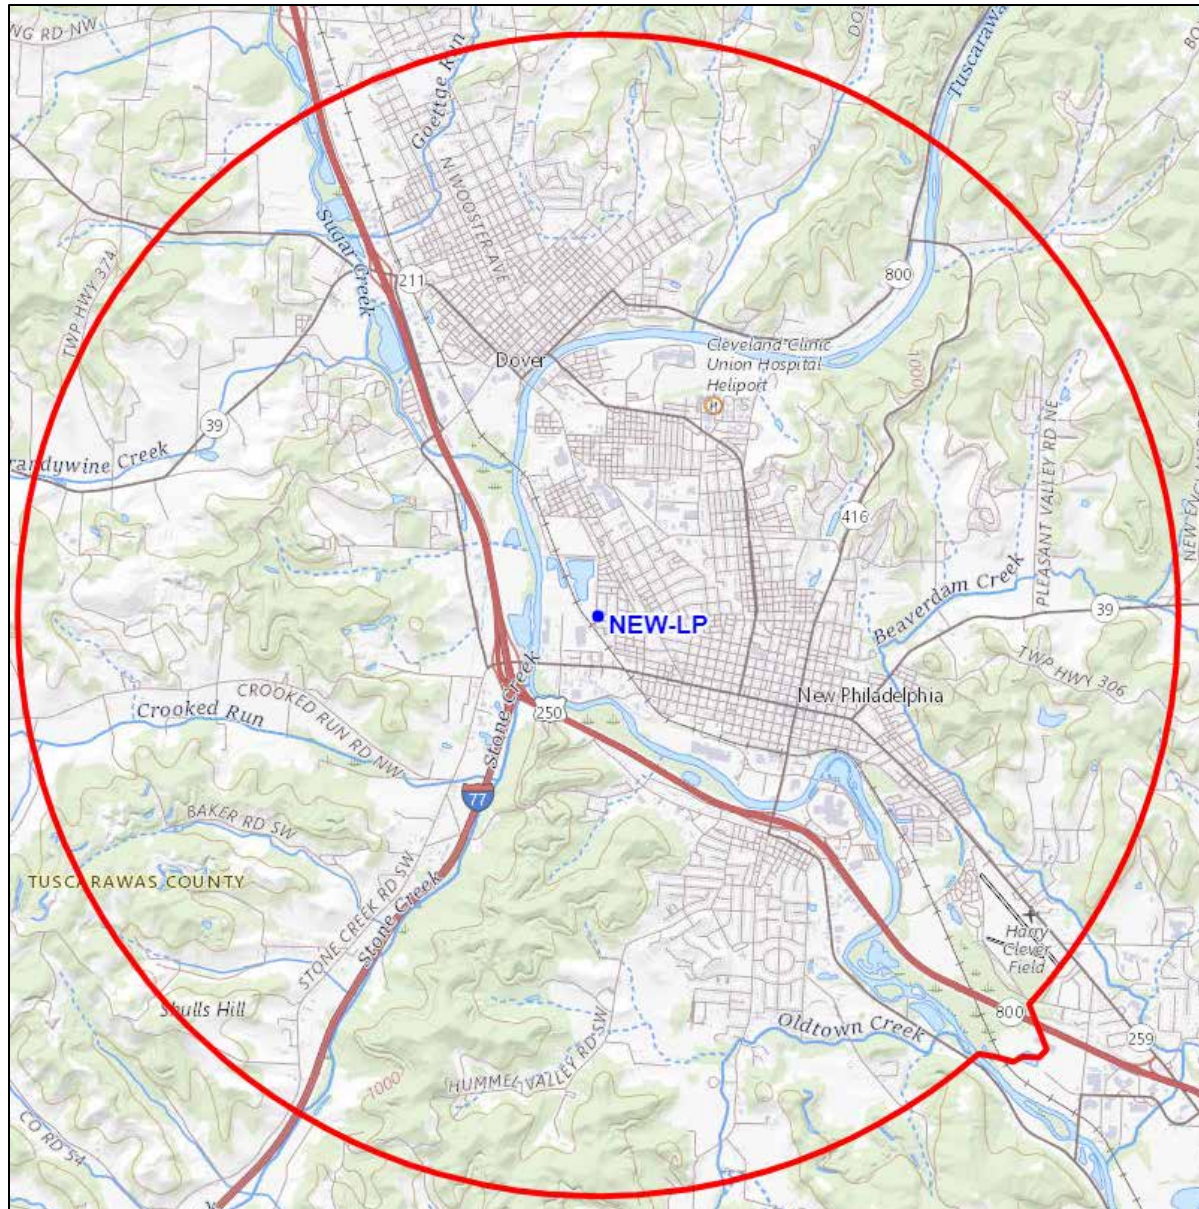 NG RD NW
Tuscarawa
Goettge Run
N WOOSTER AVE
Sugar Creek
TWP HWY 374
211
800
Cleveland Clinic
Union Hospital
Heliport
H
Dover
1000
39
randywine Creek
416
PLEASANT VALLEY RD NE
Beaverdam Creek
39
NEW-LP
TWP HWY 306
CROOKED RUN RD NW
Crooked Run
Stone Creek
250
New Philadelphia
77
BAKER RD SW
TUSCARAWAS COUNTY
STONE CREEK RD SW
Stone Creek
Harry
Clever
Field
Shulls Hill
800
Oldtown Creek
259
HUMMEL VALLEY RD SW
1000
CO RD 54